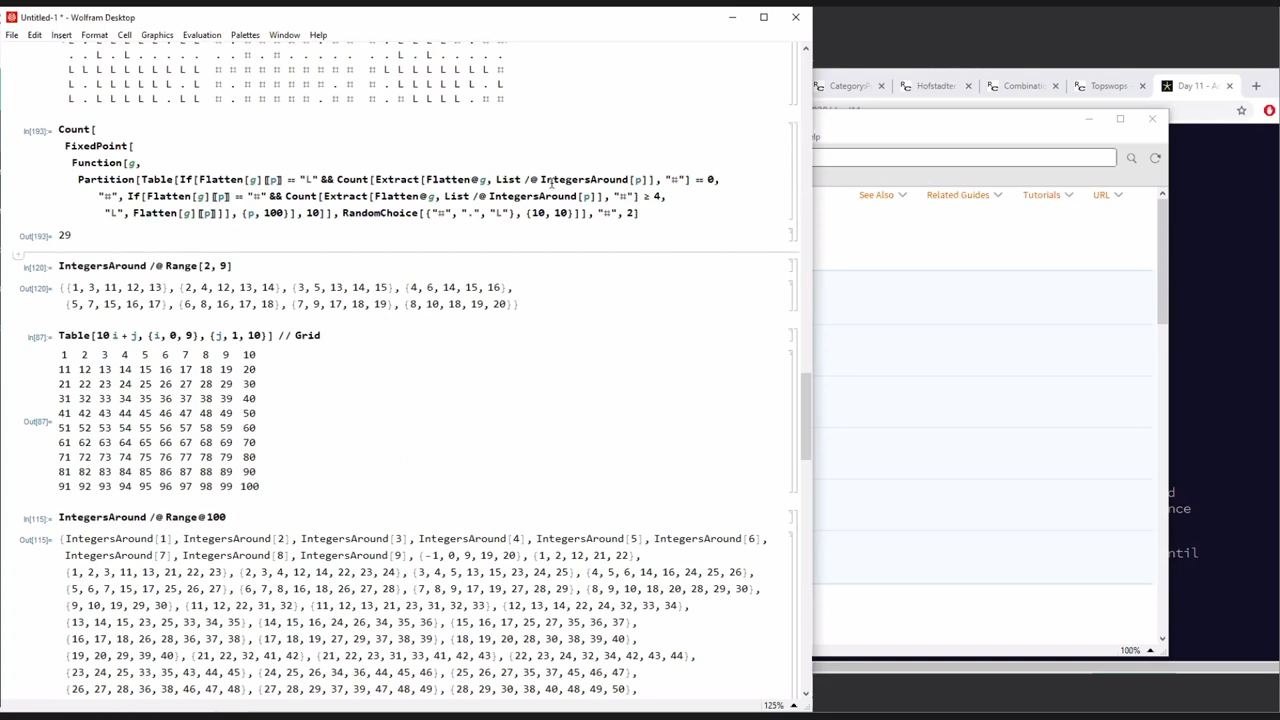 Untitled-1 * - Wolfram Desktop
File Edit Insert Format Cell Graphics Evaluation Palettes Window Help
. . L . L . L . . # . # . # . . . L . L . .
L L L L L L L # # # # # # # # # L L L L L L #
. . L . L . . # . . # . . # . . . L . L . . .
L L L L L L L # . # # # # # . # # L L L L L #
L . L L L L L L # . # L L L L . # #
In[193]:= Count[
FixedPoint[
Function[g,
Partition[Table[If[Flatten[g][[p]] == "L" && Count[Extract[Flatten@g, List /@ IntegersAround[p]], "#"] == 0,
"#", If[Flatten[g][[p]] == "#" && Count[Extract[Flatten@g, List /@ IntegersAround[p]], "#"] ≥ 4,
"L", Flatten[g][[p]]]], {p, 100}], 10]], RandomChoice[{"#", ".", "L"}, {10, 10}]], "#", 2]
Out[193]= 29
In[120]:= IntegersAround /@ Range[2, 9]
Out[120]= {{1, 3, 11, 12, 13}, {2, 4, 12, 13, 14}, {3, 5, 13, 14, 15}, {4, 6, 14, 15, 16},
{5, 7, 15, 16, 17}, {6, 8, 16, 17, 18}, {7, 9, 17, 18, 19}, {8, 10, 18, 19, 20}}
In[87]:= Table[10 i + j, {i, 0, 9}, {j, 1, 10}] // Grid
1 2 3 4 5 6 7 8 9 10
11 12 13 14 15 16 17 18 19 20
21 22 23 24 25 26 27 28 29 30
31 32 33 34 35 36 37 38 39 40
41 42 43 44 45 46 47 48 49 50
Out[87]= 51 52 53 54 55 56 57 58 59 60
61 62 63 64 65 66 67 68 69 70
71 72 73 74 75 76 77 78 79 80
81 82 83 84 85 86 87 88 89 90
91 92 93 94 95 96 97 98 99 100
In[115]:= IntegersAround /@ Range@100
Out[115]= {IntegersAround[1], IntegersAround[2], IntegersAround[3], IntegersAround[4], IntegersAround[5], IntegersAround[6],
IntegersAround[7], IntegersAround[8], IntegersAround[9], {-1, 0, 9, 19, 20}, {1, 2, 12, 21, 22},
{1, 2, 3, 11, 13, 21, 22, 23}, {2, 3, 4, 12, 14, 22, 23, 24}, {3, 4, 5, 13, 15, 23, 24, 25}, {4, 5, 6, 14, 16, 24, 25, 26},
{5, 6, 7, 15, 17, 25, 26, 27}, {6, 7, 8, 16, 18, 26, 27, 28}, {7, 8, 9, 17, 19, 27, 28, 29}, {8, 9, 10, 18, 20, 28, 29, 30},
{9, 10, 19, 29, 30}, {11, 12, 22, 31, 32}, {11, 12, 13, 21, 23, 31, 32, 33}, {12, 13, 14, 22, 24, 32, 33, 34},
{13, 14, 15, 23, 25, 33, 34, 35}, {14, 15, 16, 24, 26, 34, 35, 36}, {15, 16, 17, 25, 27, 35, 36, 37},
{16, 17, 18, 26, 28, 36, 37, 38}, {17, 18, 19, 27, 29, 37, 38, 39}, {18, 19, 20, 28, 30, 38, 39, 40},
{19, 20, 29, 39, 40}, {21, 22, 32, 41, 42}, {21, 22, 23, 31, 33, 41, 42, 43}, {22, 23, 24, 32, 34, 42, 43, 44},
{23, 24, 25, 33, 35, 43, 44, 45}, {24, 25, 26, 34, 36, 44, 45, 46}, {25, 26, 27, 35, 37, 45, 46, 47},
{26, 27, 28, 36, 38, 46, 47, 48}, {27, 28, 29, 37, 39, 47, 48, 49}, {28, 29, 30, 38, 40, 48, 49, 50},
125%
CategoryP Hofstadter Combinati Topswops Day 11 - A
See Also Related Guides Tutorials URL
100%